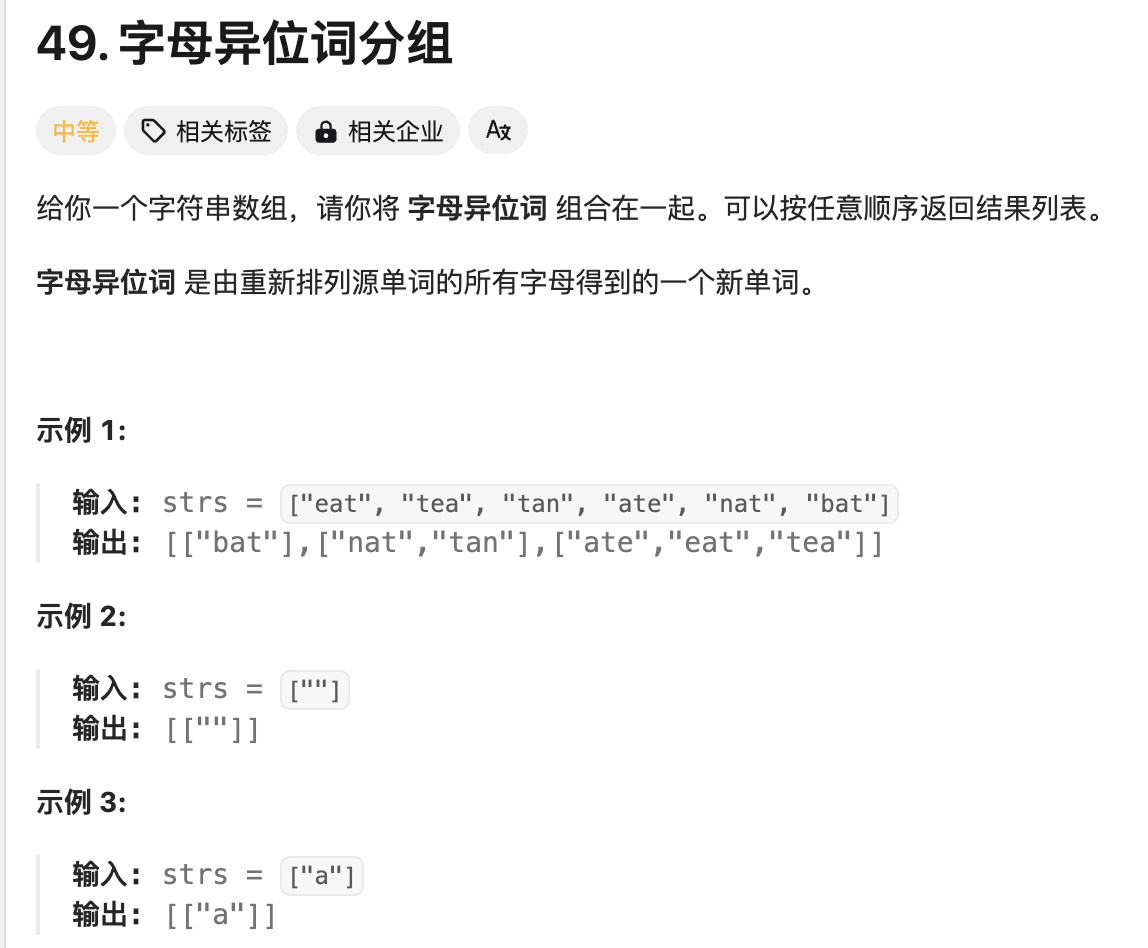 49. 字母异位词分组
中等 相关标签 相关企业 A文
给你一个字符串数组，请你将 字母异位词 组合在一起。可以按任意顺序返回结果列表。
字母异位词 是由重新排列源单词的所有字母得到的一个新单词。
示例 1:
输入: strs = ["eat", "tea", "tan", "ate", "nat", "bat"]
输出: [["bat"],["nat","tan"],["ate","eat","tea"]]
示例 2:
输入: strs = [""]
输出: [[""]]
示例 3:
输入: strs = ["a"]
输出: [["a"]]